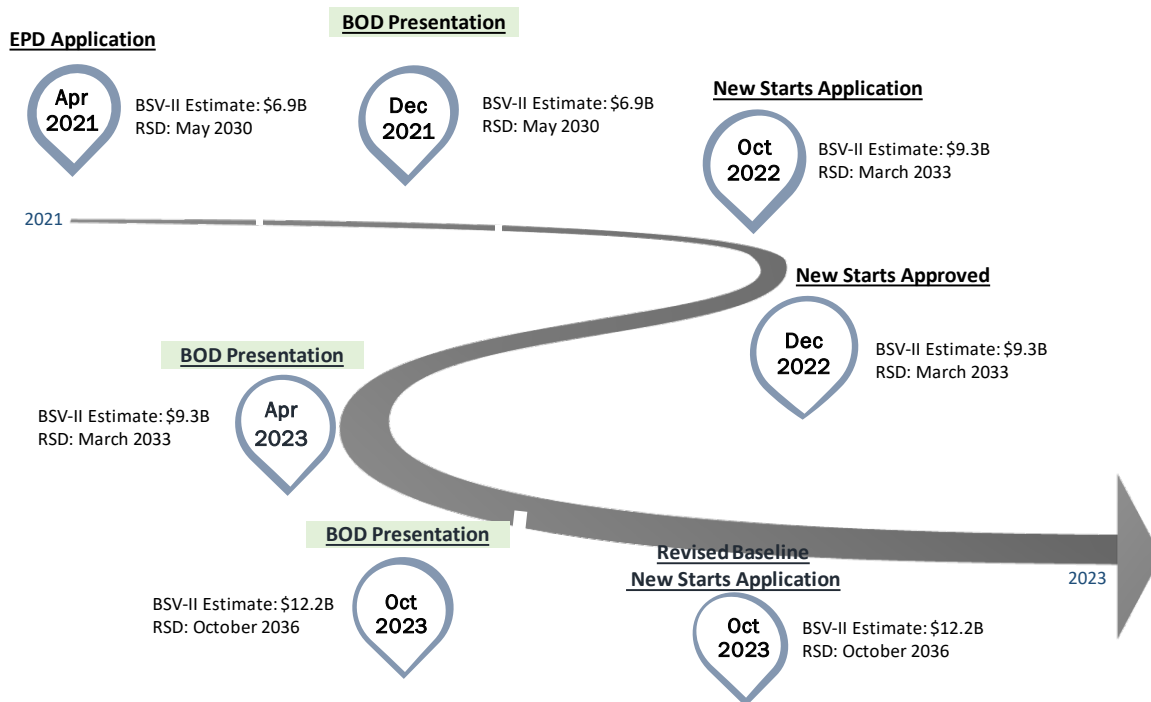 EPD Application
Apr
2021
BSV-II Estimate: $6.9B
RSD: May 2030
BOD Presentation
Dec
2021
BSV-II Estimate: $6.9B
RSD: May 2030
New Starts Application
Oct
2022
BSV-II Estimate: $9.3B
RSD: March 2033
2021
New Starts Approved
Dec
2022
BSV-II Estimate: $9.3B
RSD: March 2033
BOD Presentation
Apr
2023
BSV-II Estimate: $9.3B
RSD: March 2033
BOD Presentation
Oct
2023
BSV-II Estimate: $12.2B
RSD: October 2036
Revised Baseline
New Starts Application
Oct
2023
BSV-II Estimate: $12.2B
RSD: October 2036
2023